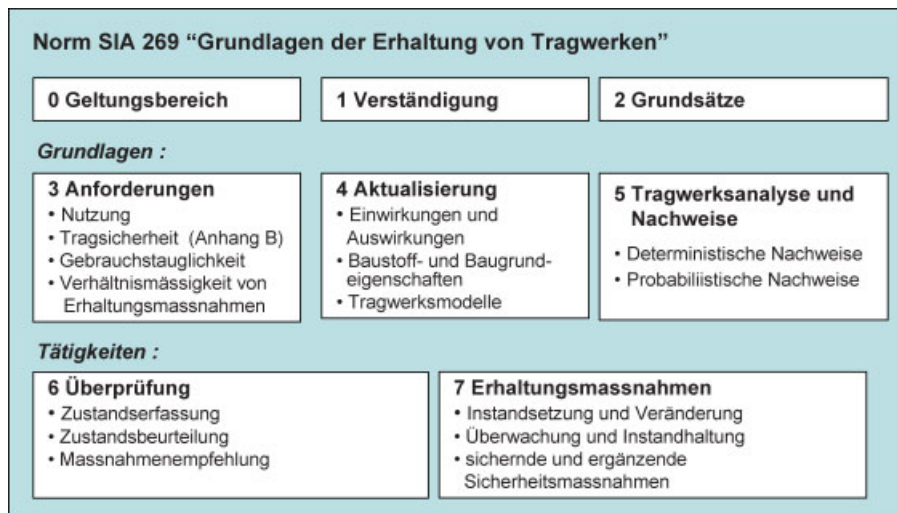 Norm SIA 269 “Grundlagen der Erhaltung von Tragwerken”
0 Geltungsbereich
1 Verständigung
2 Grundsätze
Grundlagen :
3 Anforderungen
• Nutzung
• Tragsicherheit (Anhang B)
• Gebrauchstauglichkeit
• Verhältnismässigkeit von
Erhaltungsmassnahmen
4 Aktualisierung
• Einwirkungen und
Auswirkungen
• Baustoff- und Baugrund-
eigenschaften
• Tragwerksmodelle
5 Tragwerksanalyse und
Nachweise
• Deterministische Nachweise
• Probabiliistische Nachweise
Tätigkeiten :
6 Überprüfung
• Zustandserfassung
• Zustandsbeurteilung
• Massnahmenempfehlung
7 Erhaltungsmassnahmen
• Instandsetzung und Veränderung
• Überwachung und Instandhaltung
• sichernde und ergänzende
Sicherheitsmassnahmen